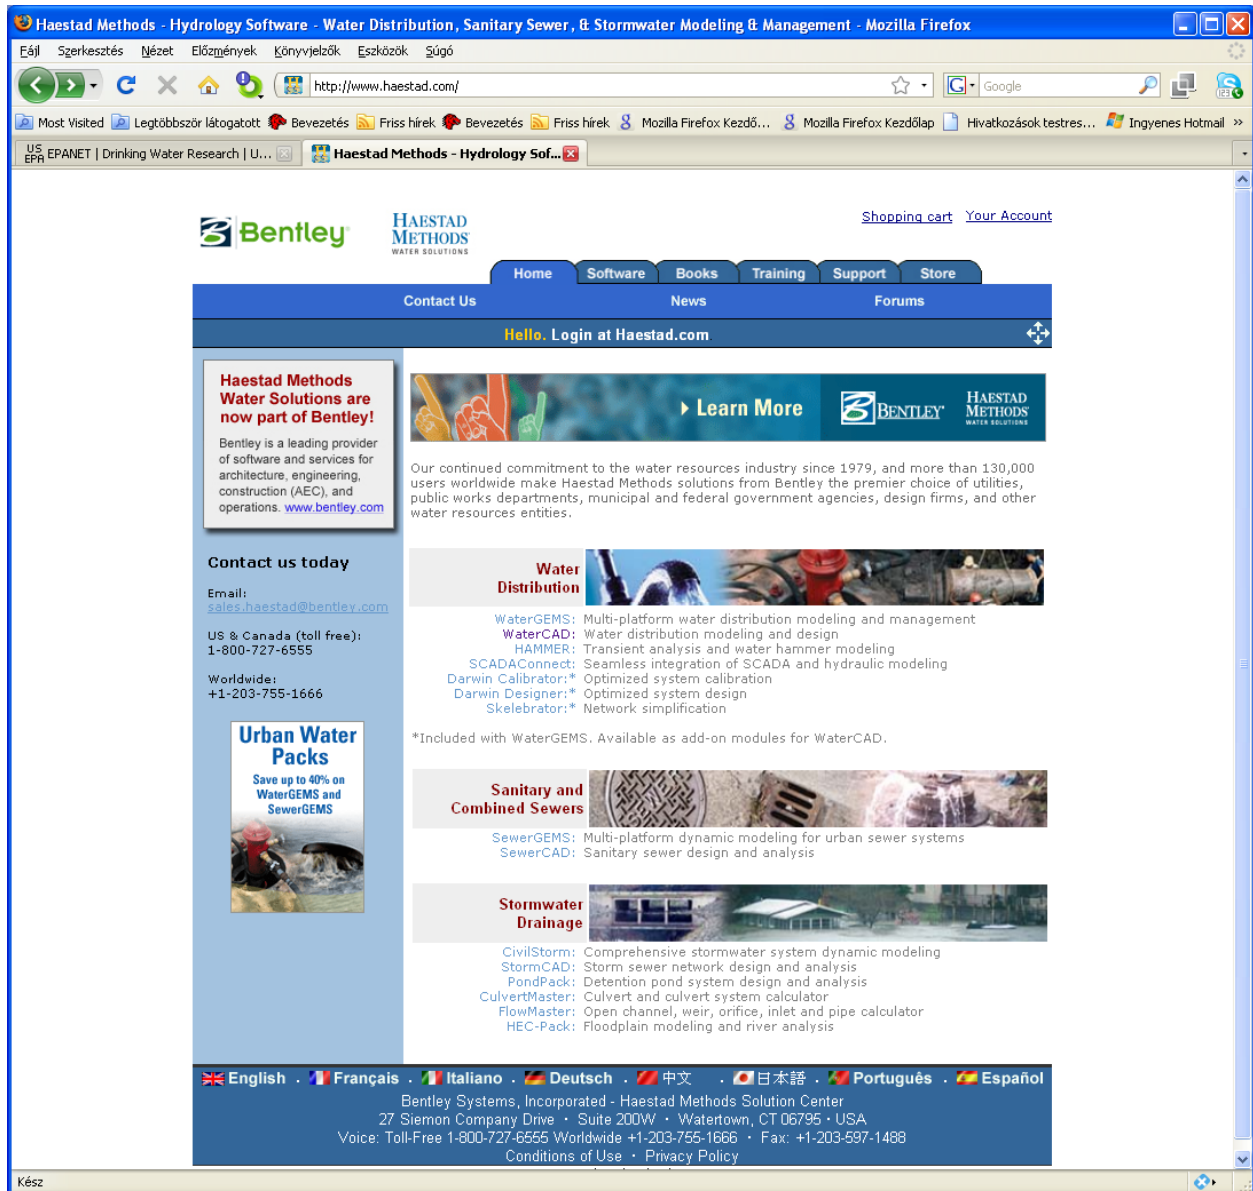 Haestad Methods - Hydrology Software - Water Distribution, Sanitary Sewer, & Stormwater Modeling & Management - Mozilla Firefox
Fájl Szerkesztés Nézet Előzmények Könyvjelzők Eszközök Súgó
http://www.haestad.com/ G Google
Most Visited Legtöbbször látogatott Bevezetés Friss hírek Bevezetés Friss hírek Mozilla Firefox Kezdő... Mozilla Firefox Kezdőlap Hivatkozások testres... Ingyenes Hotmail »
US EPA EPANET | Drinking Water Research | U... Haestad Methods - Hydrology Sof...
Bentley HAESTAD METHODS WATER SOLUTIONS
Shopping cart Your Account
Home Software Books Training Support Store
Contact Us News Forums
Hello. Login at Haestad.com
Haestad Methods
Water Solutions are
now part of Bentley!
Bentley is a leading provider
of software and services for
architecture, engineering,
construction (AEC), and
operations. www.bentley.com
Contact us today
Email:
sales.haestad@bentley.com
US & Canada (toll free):
1-800-727-6555
Worldwide:
+1-203-755-1666
Urban Water
Packs
Save up to 40% on
WaterGEMS and
SewerGEMS
Learn More BENTLEY HAESTAD METHODS WATER SOLUTIONS
Our continued commitment to the water resources industry since 1979, and more than 130,000
users worldwide make Haestad Methods solutions from Bentley the premier choice of utilities,
public works departments, municipal and federal government agencies, design firms, and other
water resources entities.
Water
Distribution
WaterGEMS: Multi-platform water distribution modeling and management
WaterCAD: Water distribution modeling and design
HAMMER: Transient analysis and water hammer modeling
SCADAConnect: Seamless integration of SCADA and hydraulic modeling
Darwin Calibrator:* Optimized system calibration
Darwin Designer:* Optimized system design
Skelebrator:* Network simplification
*Included with WaterGEMS. Available as add-on modules for WaterCAD.
Sanitary and
Combined Sewers
SewerGEMS: Multi-platform dynamic modeling for urban sewer systems
SewerCAD: Sanitary sewer design and analysis
Stormwater
Drainage
CivilStorm: Comprehensive stormwater system dynamic modeling
StormCAD: Storm sewer network design and analysis
PondPack: Detention pond system design and analysis
CulvertMaster: Culvert and culvert system calculator
FlowMaster: Open channel, weir, orifice, inlet and pipe calculator
HEC-Pack: Floodplain modeling and river analysis
English . Français . Italiano . Deutsch . 中文 . 日本語 . Português . Español
Bentley Systems, Incorporated - Haestad Methods Solution Center
27 Siemon Company Drive · Suite 200W · Watertown, CT 06795 · USA
Voice: Toll-Free 1-800-727-6555 Worldwide +1-203-755-1666 · Fax: +1-203-597-1488
Conditions of Use · Privacy Policy
Kész